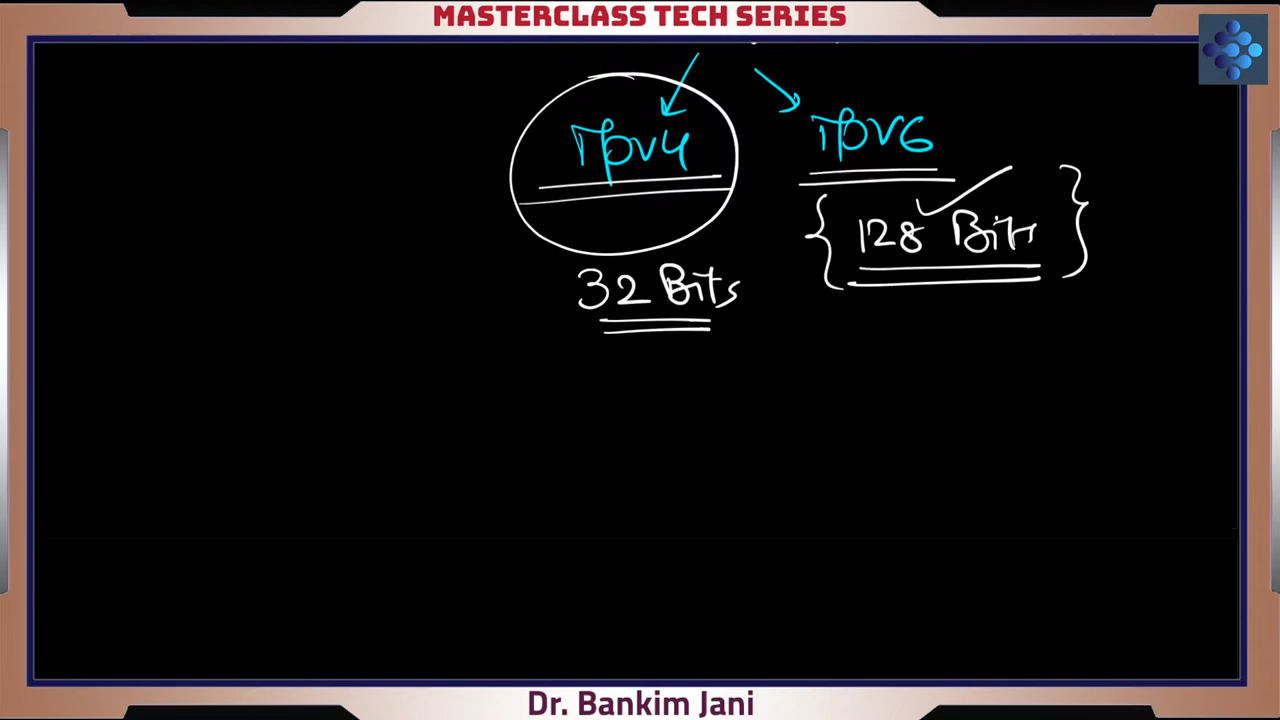 MASTERCLASS TECH SERIES
IPv4 IPv6
128 Bits
32 Bits
Dr. Bankim Jani